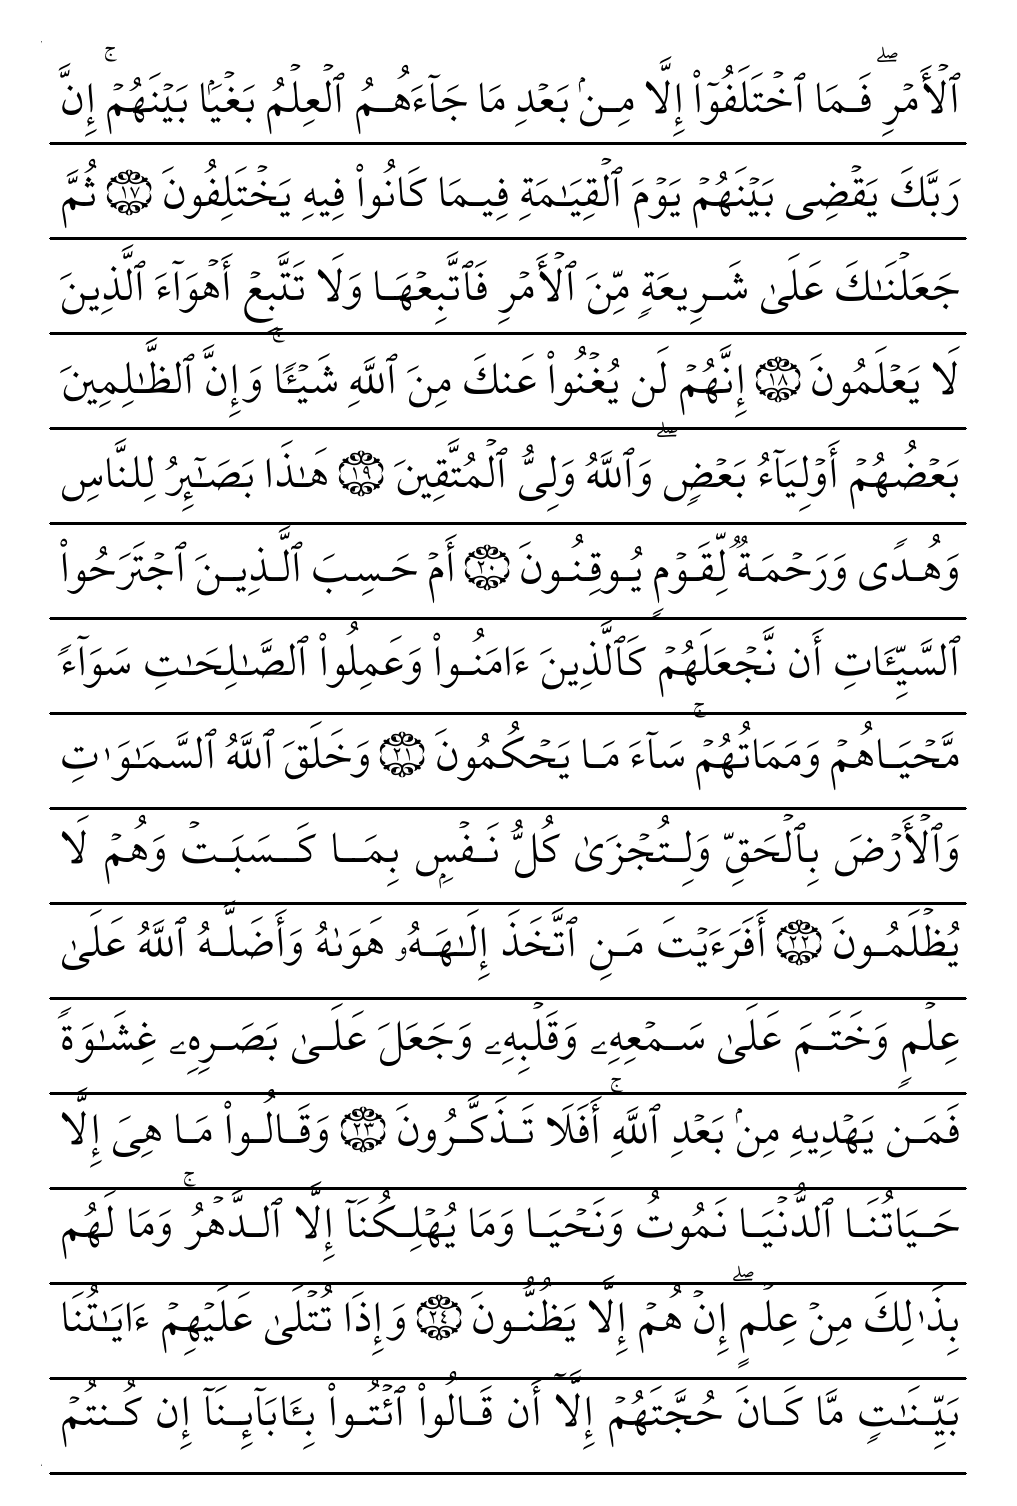 ٱلۡأَمۡرِۖ فَمَا ٱخۡتَلَفُوٓاْ إِلَّا مِنۢ بَعۡدِ مَا جَآءَهُمُ ٱلۡعِلۡمُ بَغۡيَۢا بَيۡنَهُمۡۚ إِنَّ
رَبَّكَ يَقۡضِى بَيۡنَهُمۡ يَوۡمَ ٱلۡقِيَـٰمَةِ فِيمَا كَانُواْ فِيهِ يَخۡتَلِفُونَ ١٧ ثُمَّ
جَعَلۡنَـٰكَ عَلَىٰ شَرِيعَةٍ مِّنَ ٱلۡأَمۡرِ فَٱتَّبِعۡهَا وَلَا تَتَّبِعۡ أَهۡوَآءَ ٱلَّذِينَ
لَا يَعۡلَمُونَ ١٨ إِنَّهُمۡ لَن يُغۡنُواْ عَنكَ مِنَ ٱللَّهِ شَيۡـًٔاۚ وَإِنَّ ٱلظَّـٰلِمِينَ
بَعۡضُهُمۡ أَوۡلِيَآءُ بَعۡضٍۖ وَٱللَّهُ وَلِىُّ ٱلۡمُتَّقِينَ ١٩ هَـٰذَا بَصَـٰٓئِرُ لِلنَّاسِ
وَهُدًى وَرَحۡمَةٌ لِّقَوۡمٍ يُوقِنُونَ ٢٠ أَمۡ حَسِبَ ٱلَّذِينَ ٱجۡتَرَحُواْ
ٱلسَّيِّـَٔاتِ أَن نَّجۡعَلَهُمۡ كَٱلَّذِينَ ءَامَنُواْ وَعَمِلُواْ ٱلصَّـٰلِحَـٰتِ سَوَآءً
مَّحۡيَاهُمۡ وَمَمَاتُهُمۡۚ سَآءَ مَا يَحۡكُمُونَ ٢١ وَخَلَقَ ٱللَّهُ ٱلسَّمَـٰوَٰتِ
وَٱلۡأَرۡضَ بِٱلۡحَقِّ وَلِتُجۡزَىٰ كُلُّ نَفۡسِۭ بِمَا كَسَبَتۡ وَهُمۡ لَا
يُظۡلَمُونَ ٢٢ أَفَرَءَيۡتَ مَنِ ٱتَّخَذَ إِلَـٰهَهُۥ هَوَىٰهُ وَأَضَلَّهُ ٱللَّهُ عَلَىٰ
عِلۡمٍ وَخَتَمَ عَلَىٰ سَمۡعِهِۦ وَقَلۡبِهِۦ وَجَعَلَ عَلَىٰ بَصَرِهِۦ غِشَـٰوَةً
فَمَن يَهۡدِيهِ مِنۢ بَعۡدِ ٱللَّهِۚ أَفَلَا تَذَكَّرُونَ ٢٣ وَقَالُواْ مَا هِىَ إِلَّا
حَيَاتُنَا ٱلدُّنۡيَا نَمُوتُ وَنَحۡيَا وَمَا يُهۡلِكُنَآ إِلَّا ٱلدَّهۡرُۚ وَمَا لَهُم
بِذَٰلِكَ مِنۡ عِلۡمٍۖ إِنۡ هُمۡ إِلَّا يَظُنُّونَ ٢٤ وَإِذَا تُتۡلَىٰ عَلَيۡهِمۡ ءَايَـٰتُنَا
بَيِّنَـٰتٍ مَّا كَانَ حُجَّتَهُمۡ إِلَّآ أَن قَالُواْ ٱئۡتُواْ بِـَٔابَآئِنَآ إِن كُنتُمۡ